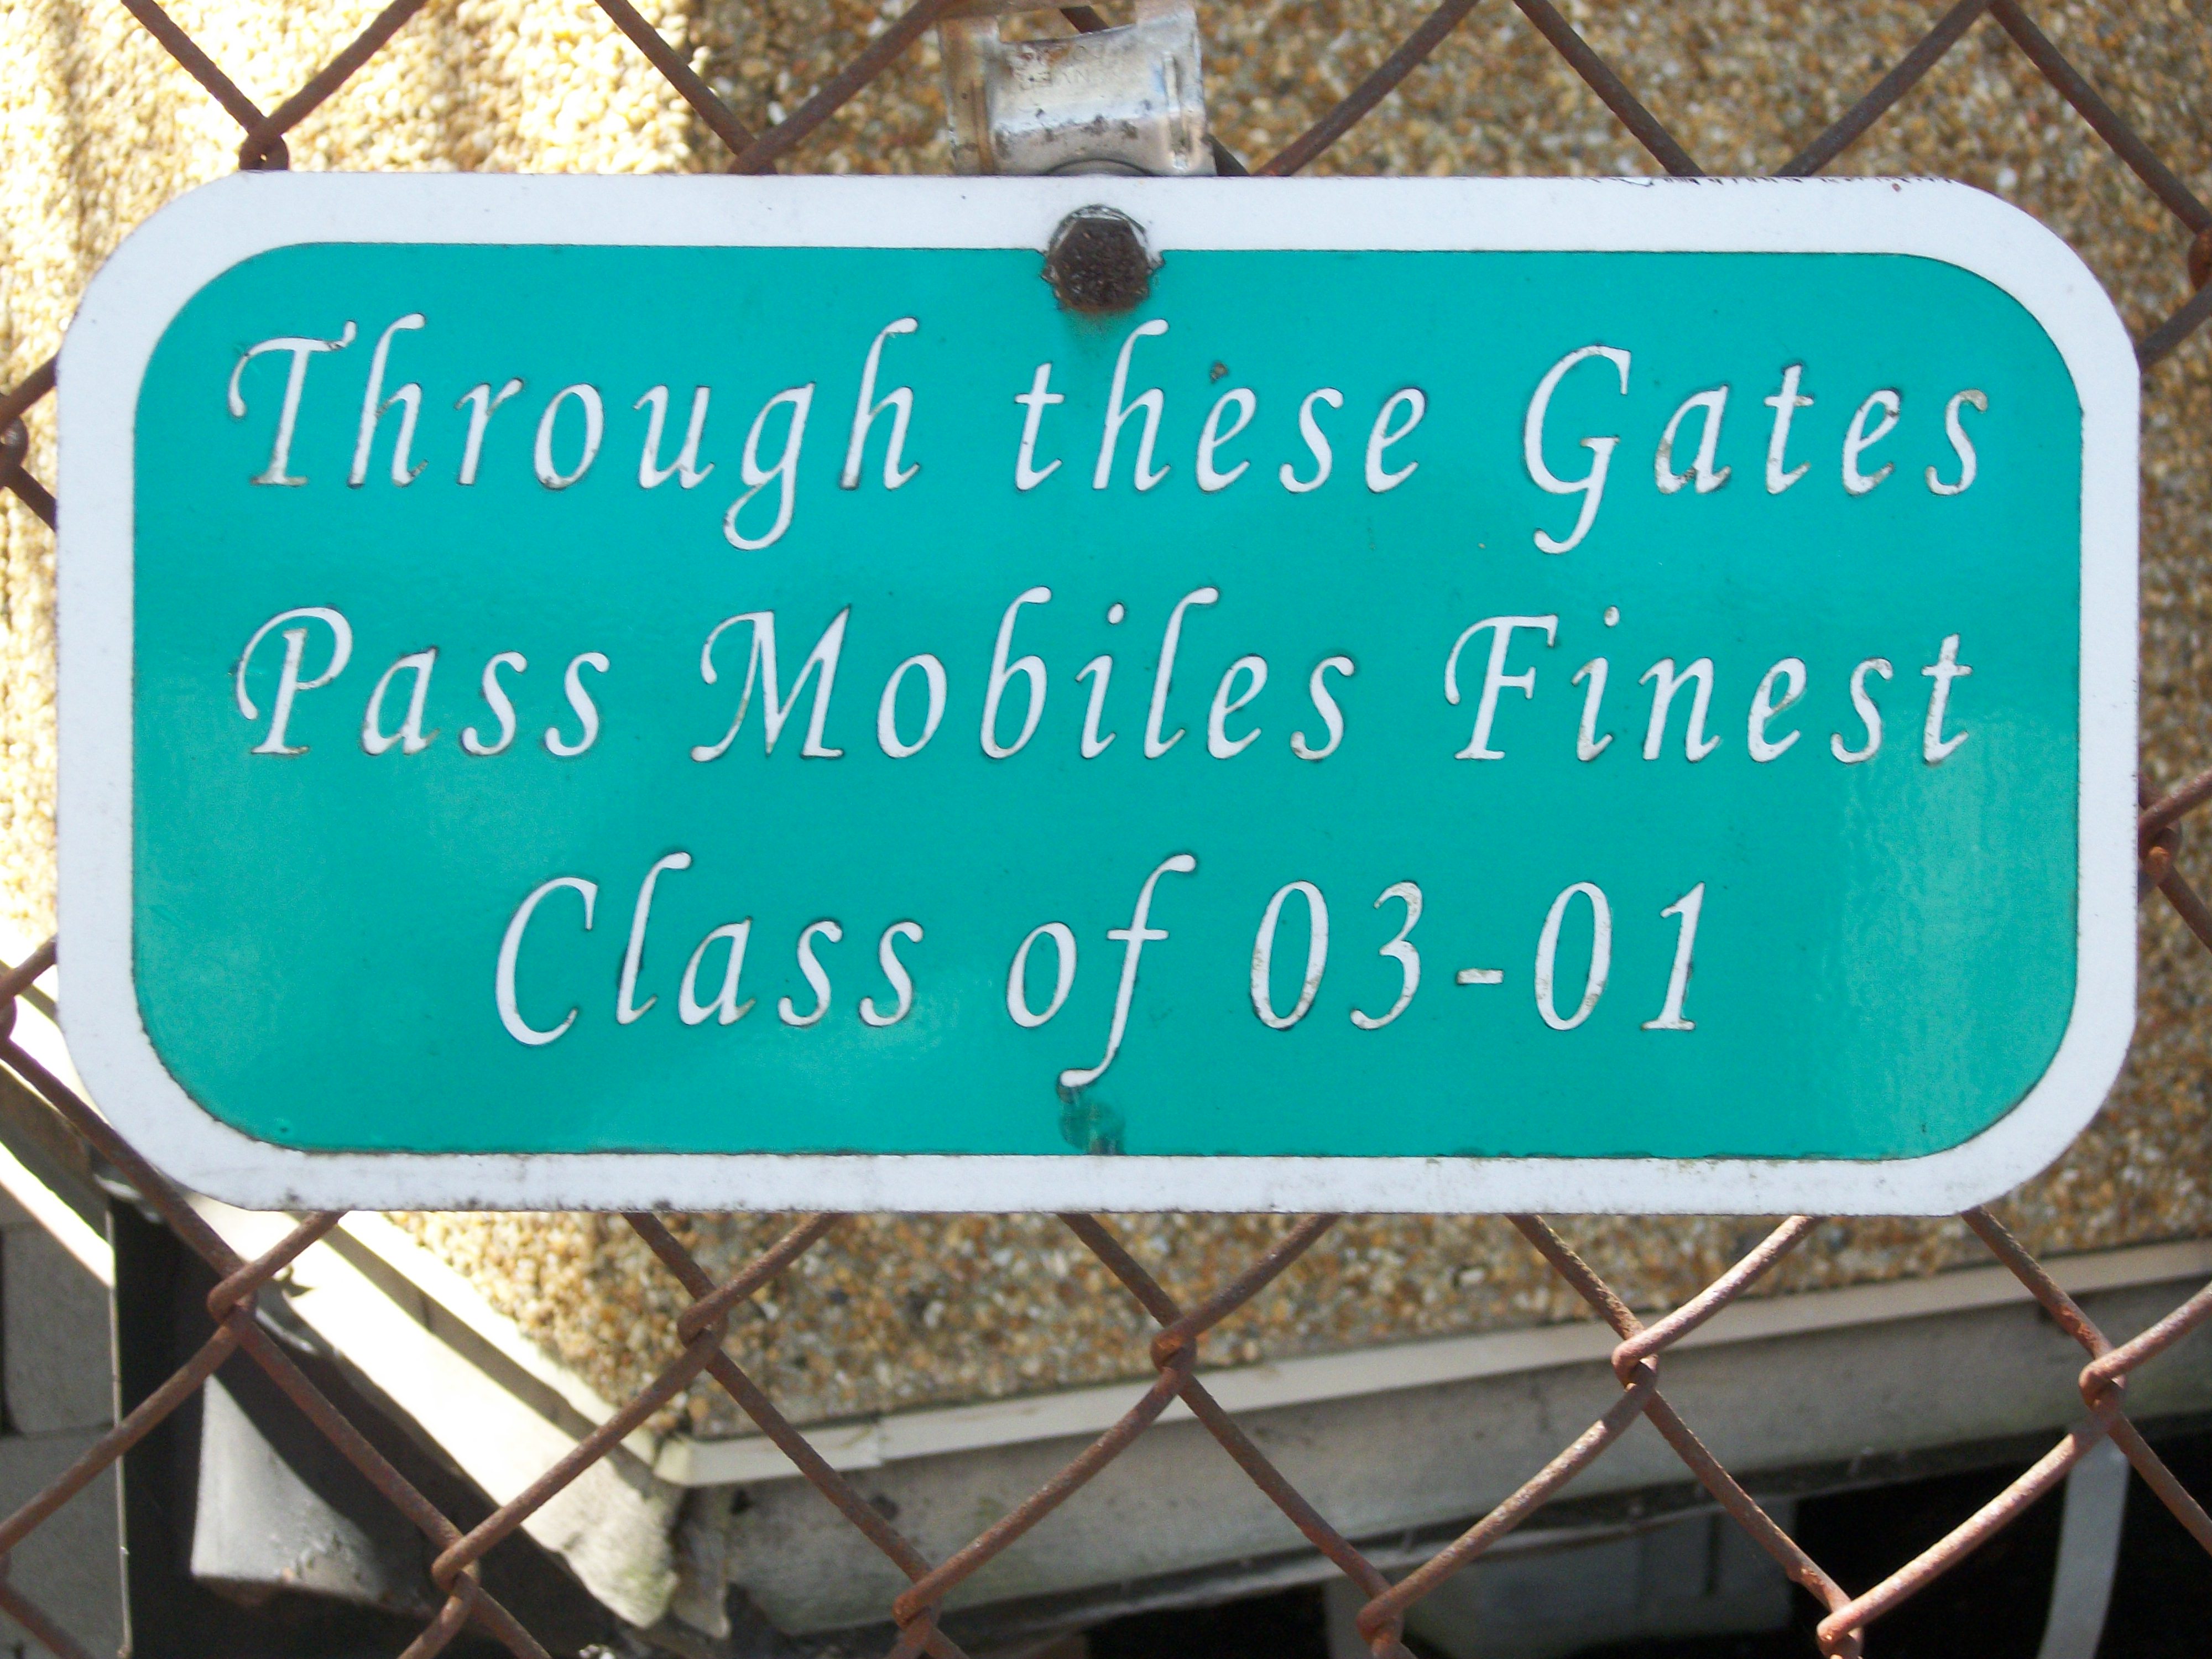 Through these Gates
Pass Mobiles Finest
Class of 03-01